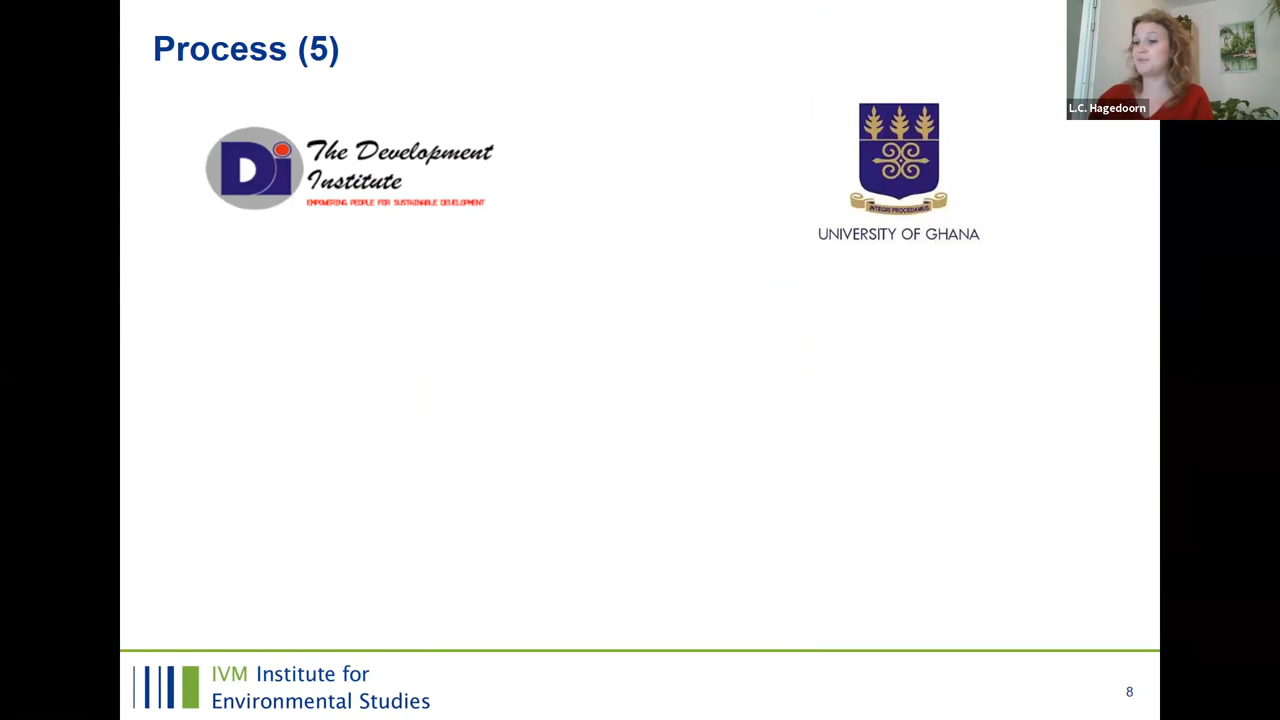 Process (5)
L.C. Hagedoorn
Di
The Development
Institute
EMPOWERING PEOPLE FOR SUSTAINABLE DEVELOPMENT
INTEGRI PROCEDAMUS
UNIVERSITY OF GHANA
IVM Institute for
Environmental Studies
8